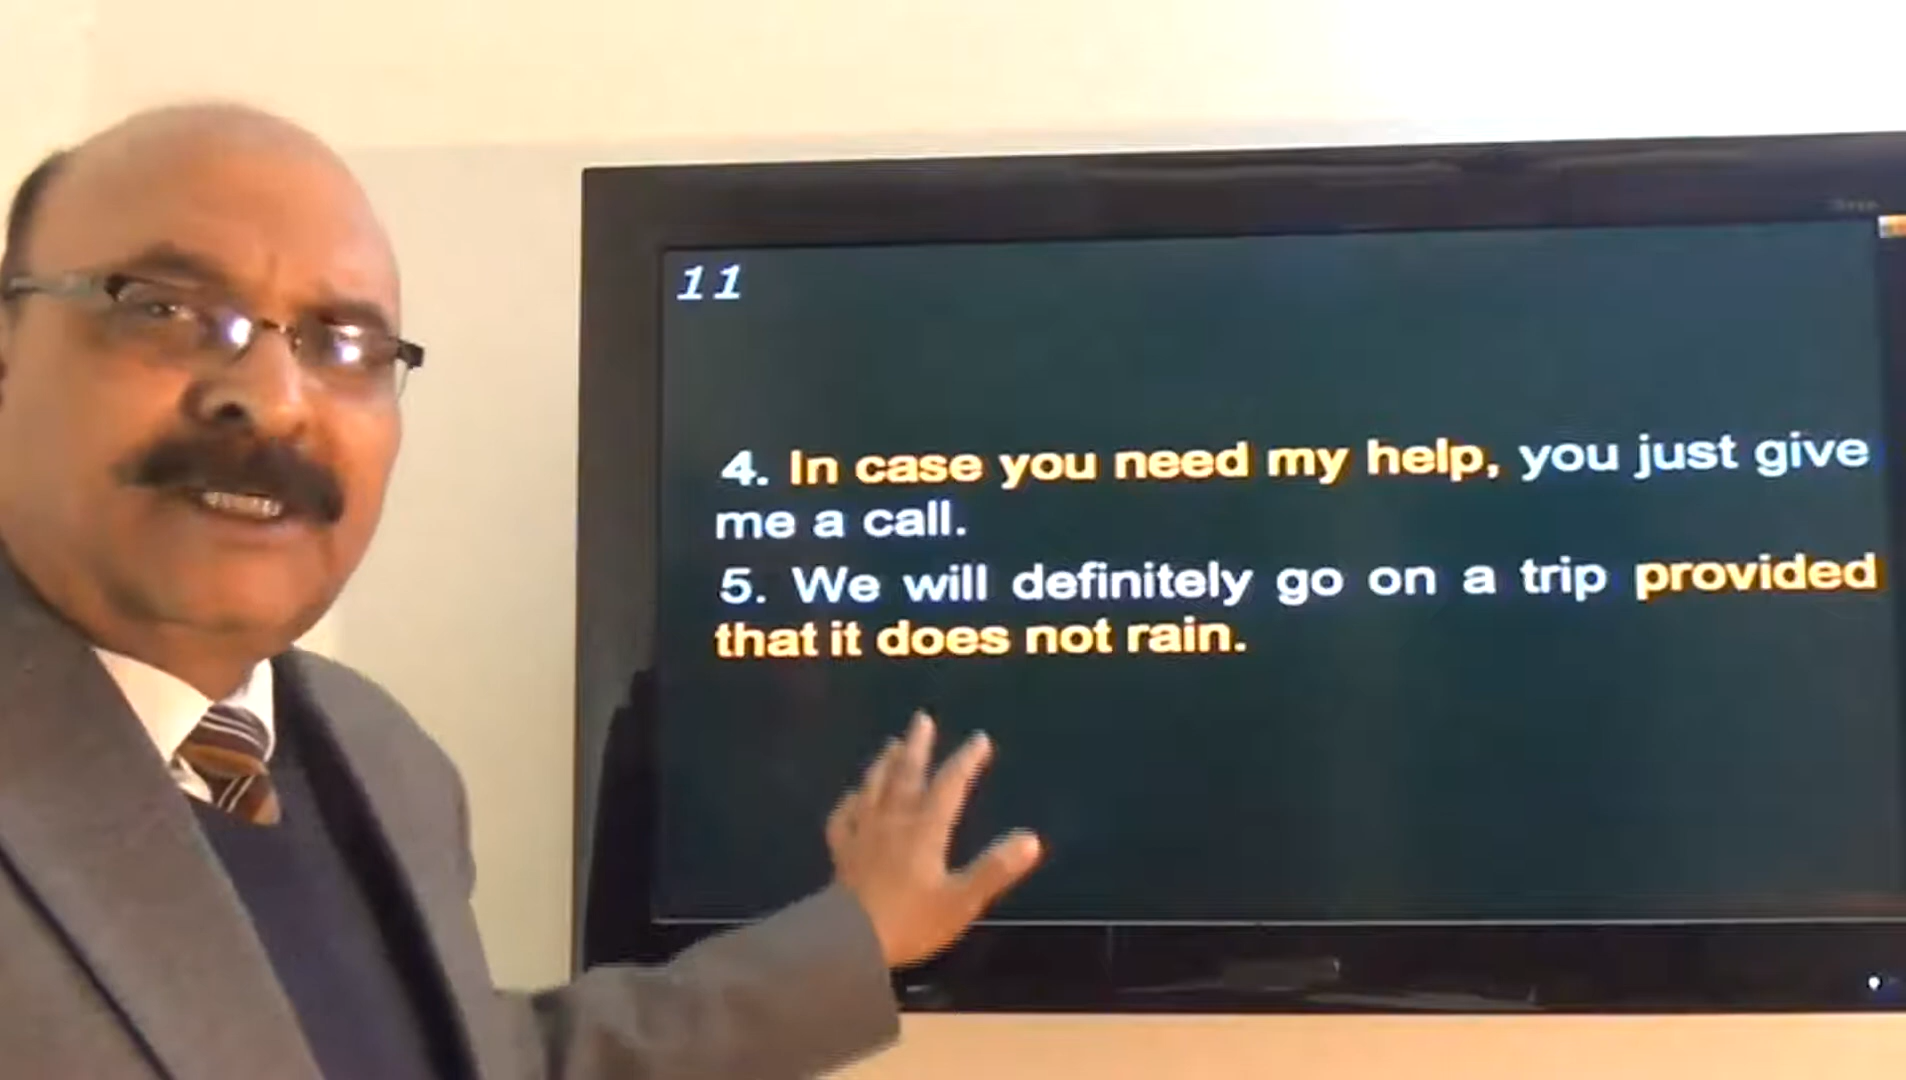 11
4. In case you need my help, you just give
me a call.
5. We will definitely go on a trip provided
that it does not rain.